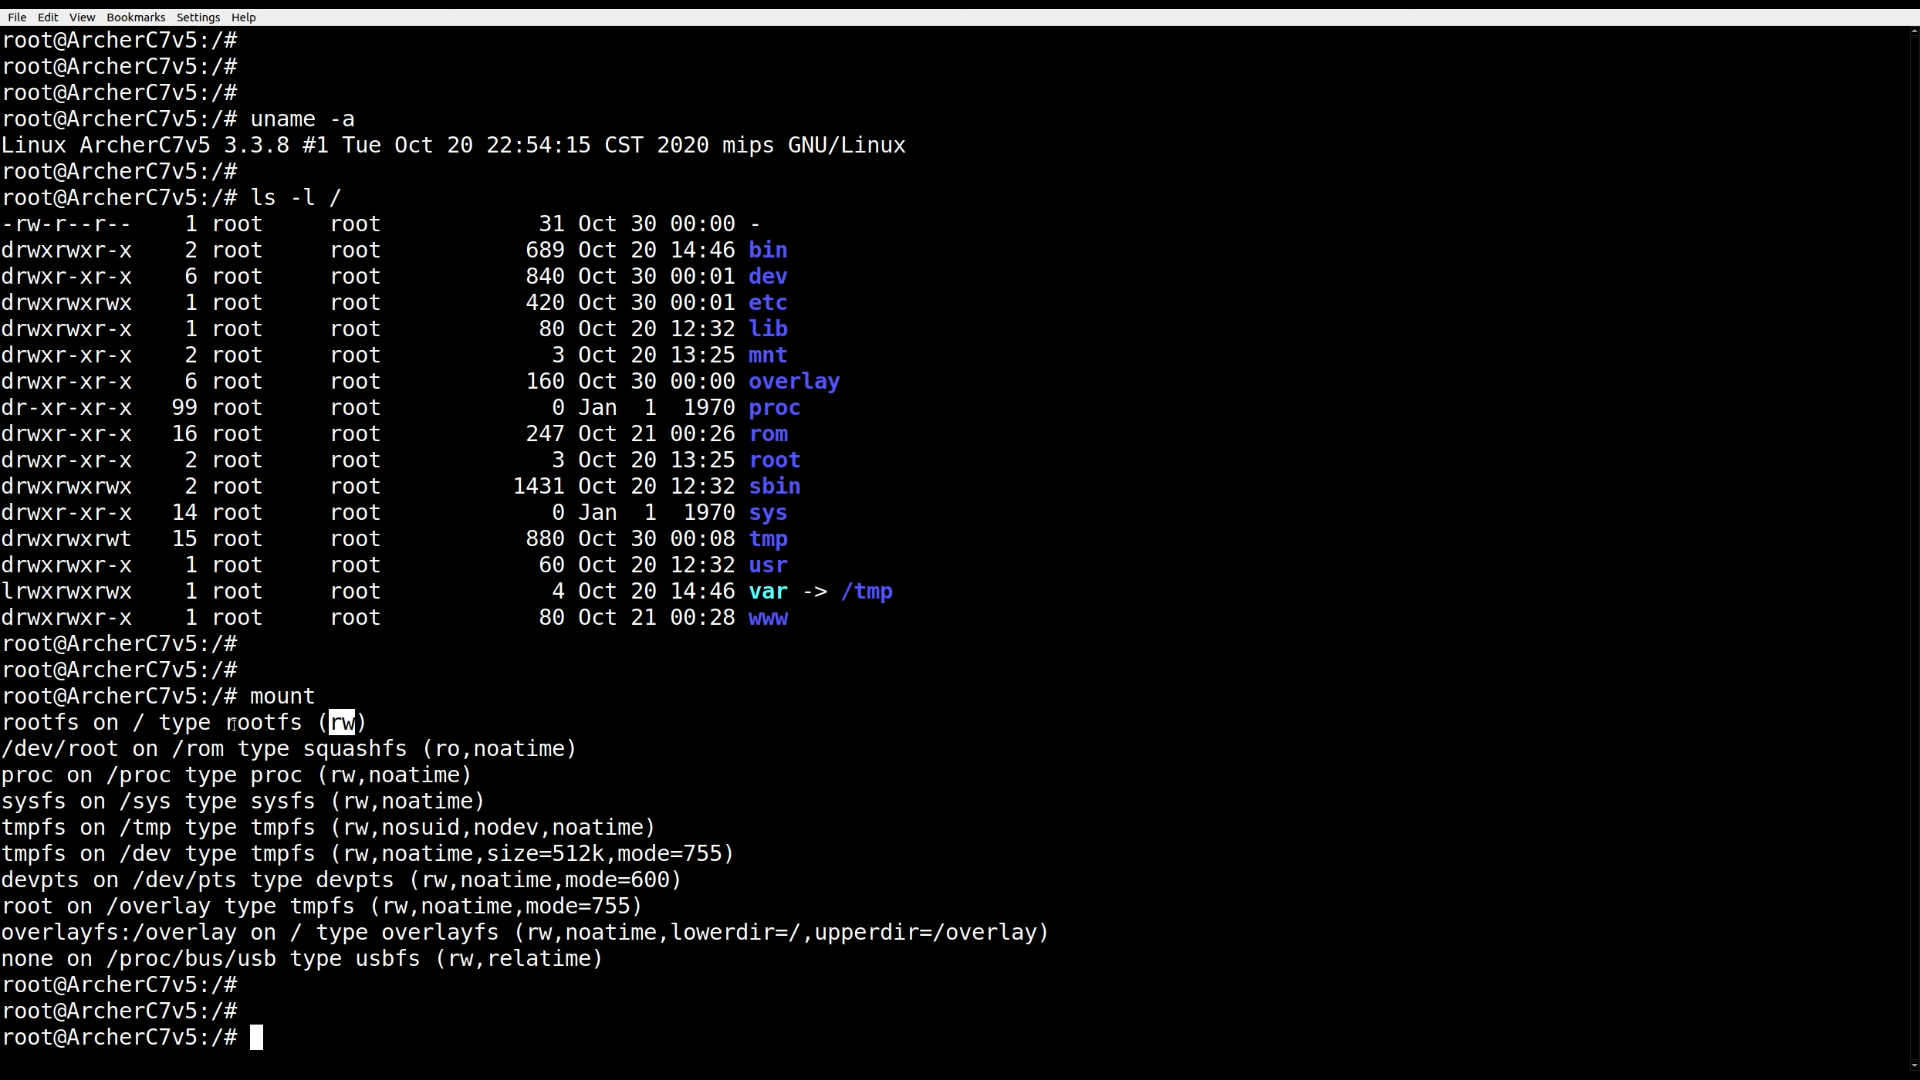 File Edit View Bookmarks Settings Help
root@ArcherC7v5:/#
root@ArcherC7v5:/#
root@ArcherC7v5:/#
root@ArcherC7v5:/# uname -a
Linux ArcherC7v5 3.3.8 #1 Tue Oct 20 22:54:15 CST 2020 mips GNU/Linux
root@ArcherC7v5:/#
root@ArcherC7v5:/# ls -l /
-rw-r--r--    1 root     root            31 Oct 30 00:00 -
drwxrwxr-x    2 root     root           689 Oct 20 14:46 bin
drwxr-xr-x    6 root     root           840 Oct 30 00:01 dev
drwxrwxrwx    1 root     root           420 Oct 30 00:01 etc
drwxrwxr-x    1 root     root            80 Oct 20 12:32 lib
drwxr-xr-x    2 root     root             3 Oct 20 13:25 mnt
drwxr-xr-x    6 root     root           160 Oct 30 00:00 overlay
dr-xr-xr-x   99 root     root             0 Jan  1  1970 proc
drwxr-xr-x   16 root     root           247 Oct 21 00:26 rom
drwxr-xr-x    2 root     root             3 Oct 20 13:25 root
drwxrwxrwx    2 root     root          1431 Oct 20 12:32 sbin
drwxr-xr-x   14 root     root             0 Jan  1  1970 sys
drwxrwxrwt   15 root     root           880 Oct 30 00:08 tmp
drwxrwxr-x    1 root     root            60 Oct 20 12:32 usr
lrwxrwxrwx    1 root     root             4 Oct 20 14:46 var -> /tmp
drwxrwxr-x    1 root     root            80 Oct 21 00:28 www
root@ArcherC7v5:/#
root@ArcherC7v5:/#
root@ArcherC7v5:/# mount
rootfs on / type rootfs (rw)
/dev/root on /rom type squashfs (ro,noatime)
proc on /proc type proc (rw,noatime)
sysfs on /sys type sysfs (rw,noatime)
tmpfs on /tmp type tmpfs (rw,nosuid,nodev,noatime)
tmpfs on /dev type tmpfs (rw,noatime,size=512k,mode=755)
devpts on /dev/pts type devpts (rw,noatime,mode=600)
root on /overlay type tmpfs (rw,noatime,mode=755)
overlayfs:/overlay on / type overlayfs (rw,noatime,lowerdir=/,upperdir=/overlay)
none on /proc/bus/usb type usbfs (rw,relatime)
root@ArcherC7v5:/#
root@ArcherC7v5:/#
root@ArcherC7v5:/#